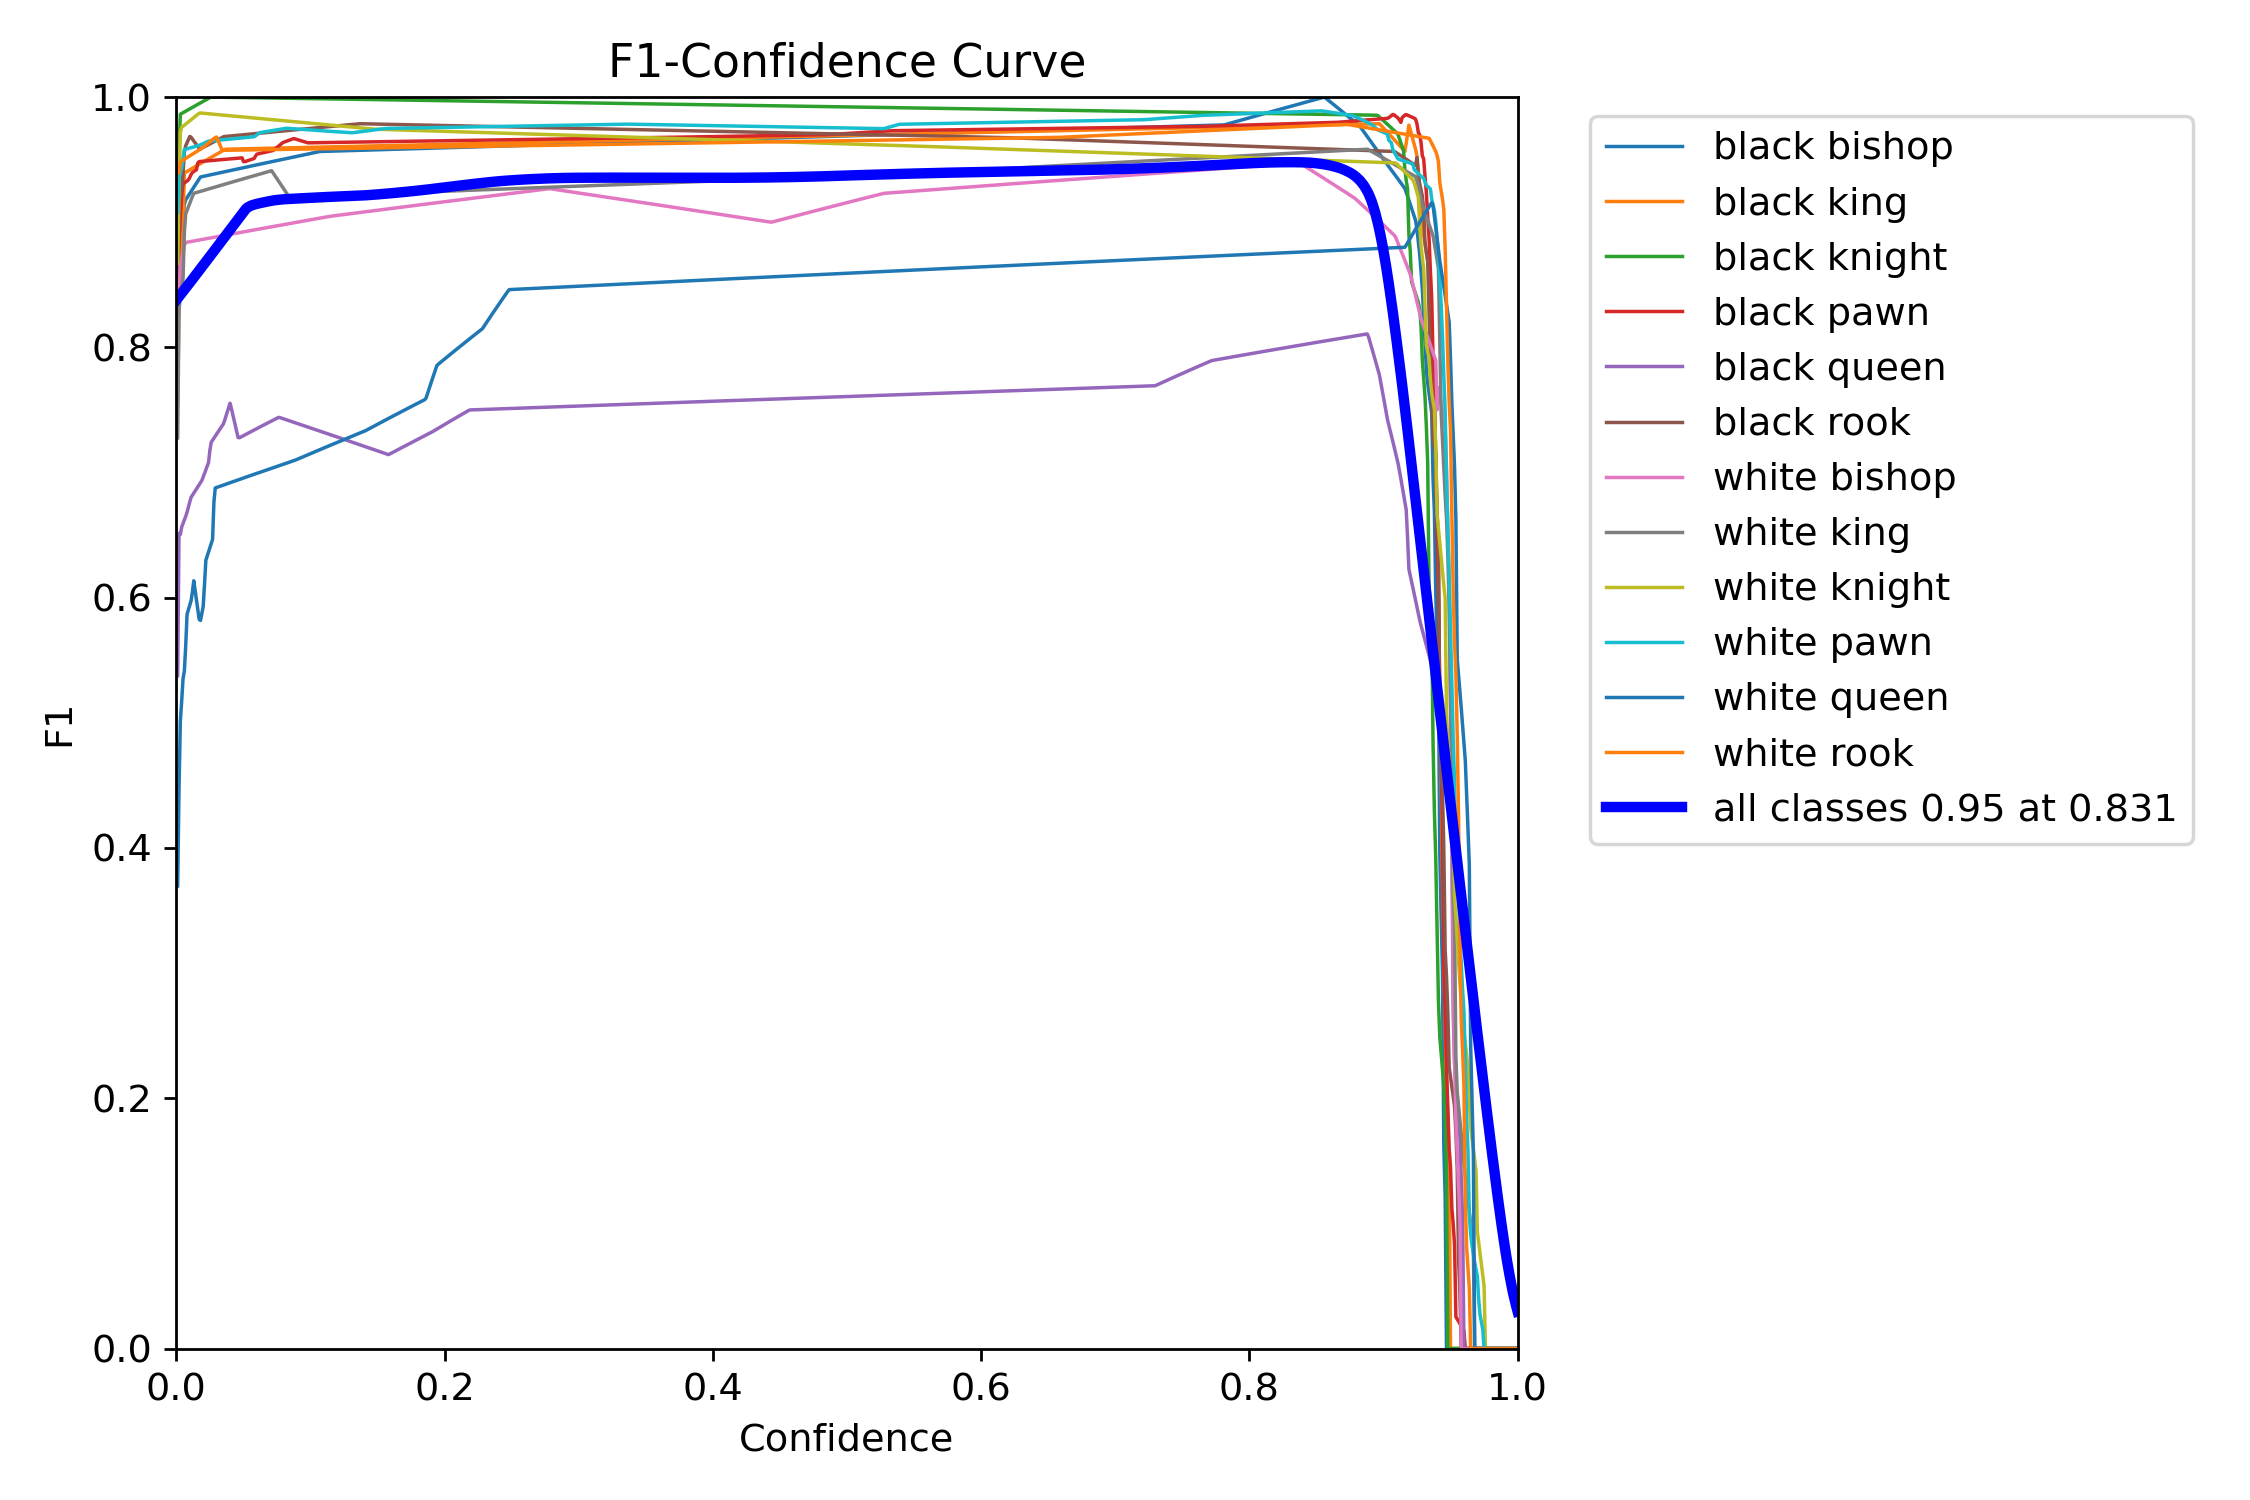 F1-Confidence Curve
1.0
0.8
0.6
0.4
0.2
0.0
F1
0.0 0.2 0.4 0.6 0.8 1.0
Confidence
black bishop
black king
black knight
black pawn
black queen
black rook
white bishop
white king
white knight
white pawn
white queen
white rook
all classes 0.95 at 0.831